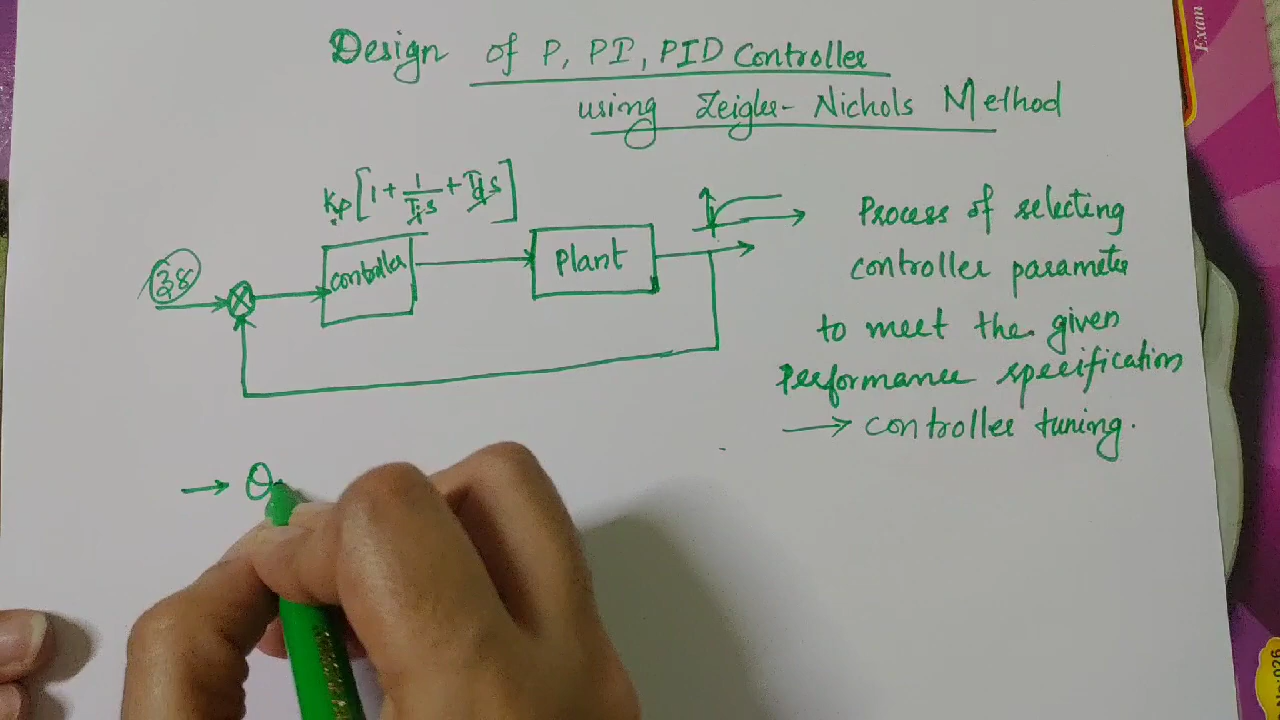 Design of P, PI, PID Controller
using Zeigler-Nichols Method
Kp[1+1/Tis+Tds]
Process of selecting
controller parameter
to meet the given
Performance specification
→ controller tuning.
controller
Plant
38
→ O
Exam